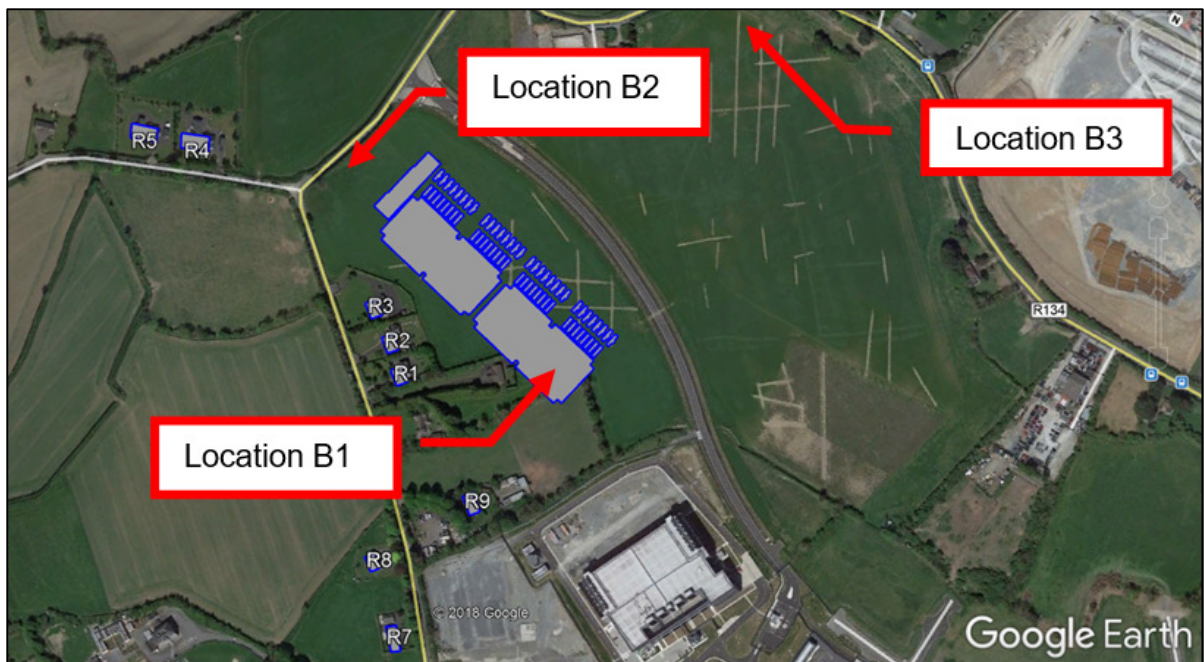 N
Location B2
Location B3
R5
R4
R3
R2
R1
R134
Location B1
R9
R8
© 2018 Google
R7
Google Earth